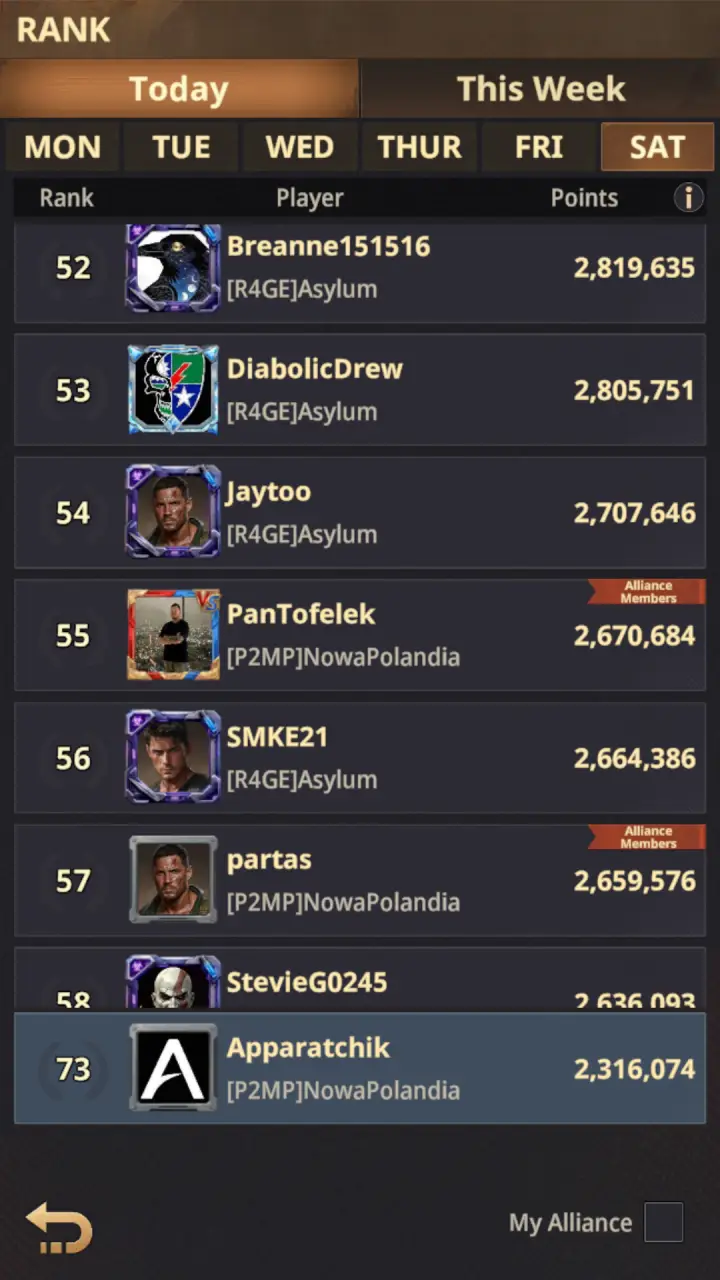 RANK
Today
This Week
MON TUE WED THUR FRI SAT
Rank Player Points i
52 Breanne151516 2,819,635
[R4GE]Asylum
53 DiabolicDrew 2,805,751
[R4GE]Asylum
54 Jaytoo 2,707,646
[R4GE]Asylum
Alliance
Members
VS
55 PanTofelek 2,670,684
[P2MP]NowaPolandia
56 SMKE21 2,664,386
[R4GE]Asylum
Alliance
Members
57 partas 2,659,576
[P2MP]NowaPolandia
58 StevieG0245 2,636,093
73 Apparatchik 2,316,074
[P2MP]NowaPolandia
My Alliance